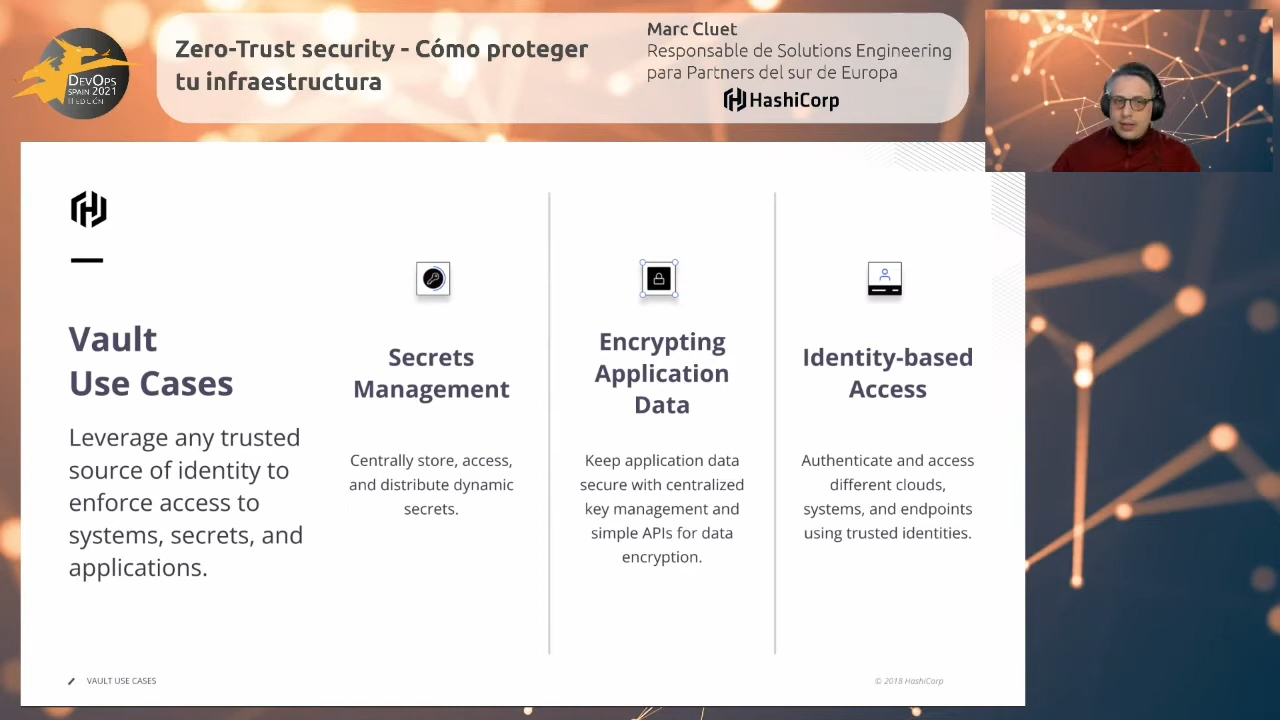 DEVOPS
SPAIN 2021
III EDICIÓN
Zero-Trust security - Cómo proteger
tu infraestructura
Marc Cluet
Responsable de Solutions Engineering
para Partners del sur de Europa
HashiCorp
Vault
Use Cases
Leverage any trusted
source of identity to
enforce access to
systems, secrets, and
applications.
Secrets
Management
Centrally store, access,
and distribute dynamic
secrets.
Encrypting
Application
Data
Keep application data
secure with centralized
key management and
simple APIs for data
encryption.
Identity-based
Access
Authenticate and access
different clouds,
systems, and endpoints
using trusted identities.
VAULT USE CASES
© 2018 HashiCorp